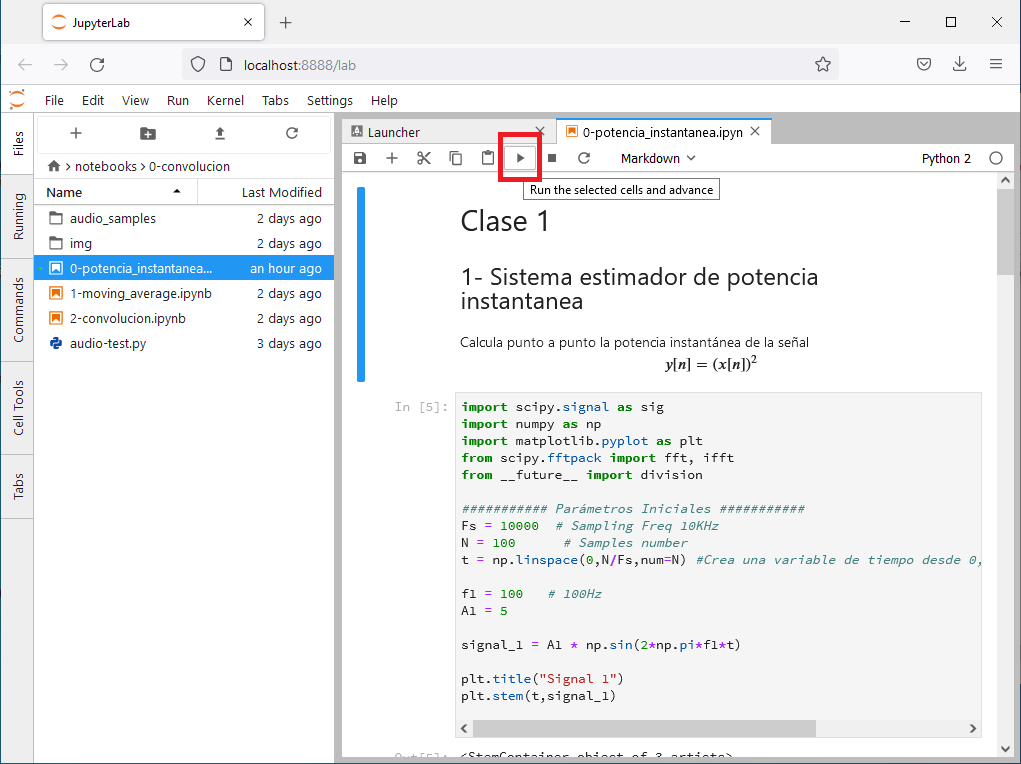 JupyterLab
localhost:8888/lab
File Edit View Run Kernel Tabs Settings Help
Files
Running
Commands
Cell Tools
Tabs
notebooks > 0-convolucion
Name Last Modified
audio_samples 2 days ago
img 2 days ago
0-potencia_instantanea... an hour ago
1-moving_average.ipynb 2 days ago
2-convolucion.ipynb 2 days ago
audio-test.py 3 days ago
Launcher
0-potencia_instantanea.ipyn
Markdown
Python 2
Run the selected cells and advance
Clase 1
1- Sistema estimador de potencia
instantanea
Calcula punto a punto la potencia instantánea de la señal
y[n] = (x[n])²
In [5]:
import scipy.signal as sig
import numpy as np
import matplotlib.pyplot as plt
from scipy.fftpack import fft, ifft
from __future__ import division
########### Parámetros Iniciales ###########
Fs = 10000 # Sampling Freq 10KHz
N = 100 # Samples number
t = np.linspace(0,N/Fs,num=N) #Crea una variable de tiempo desde 0,
f1 = 100 # 100Hz
A1 = 5
signal_1 = A1 * np.sin(2*np.pi*f1*t)
plt.title("Signal 1")
plt.stem(t,signal_1)
Out[5]: <StemContainer object of 3 artists>